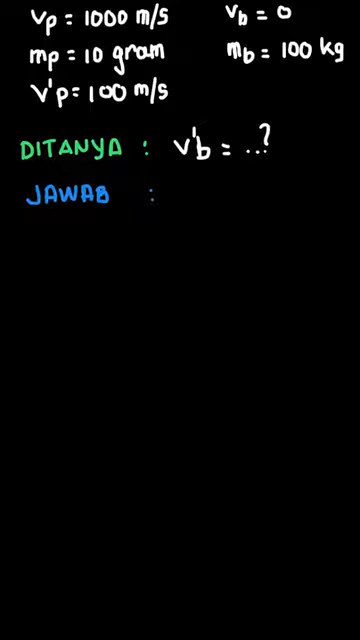 vp = 1000 m/s vb = 0
mp = 10 gram mb = 100 kg
v'p = 100 m/s
DITANYA : v'b = ...?
JAWAB :